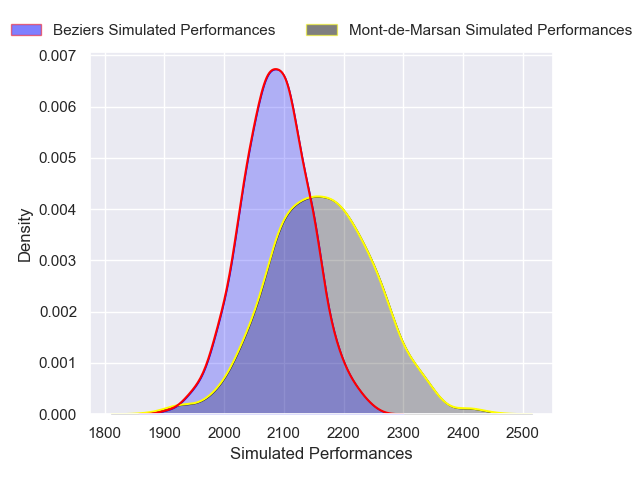 Beziers Simulated Performances Mont-de-Marsan Simulated Performances
0.007
0.006
0.005
0.004
0.003
0.002
0.001
0.000
Density
1800 1900 2000 2100 2200 2300 2400 2500
Simulated Performances